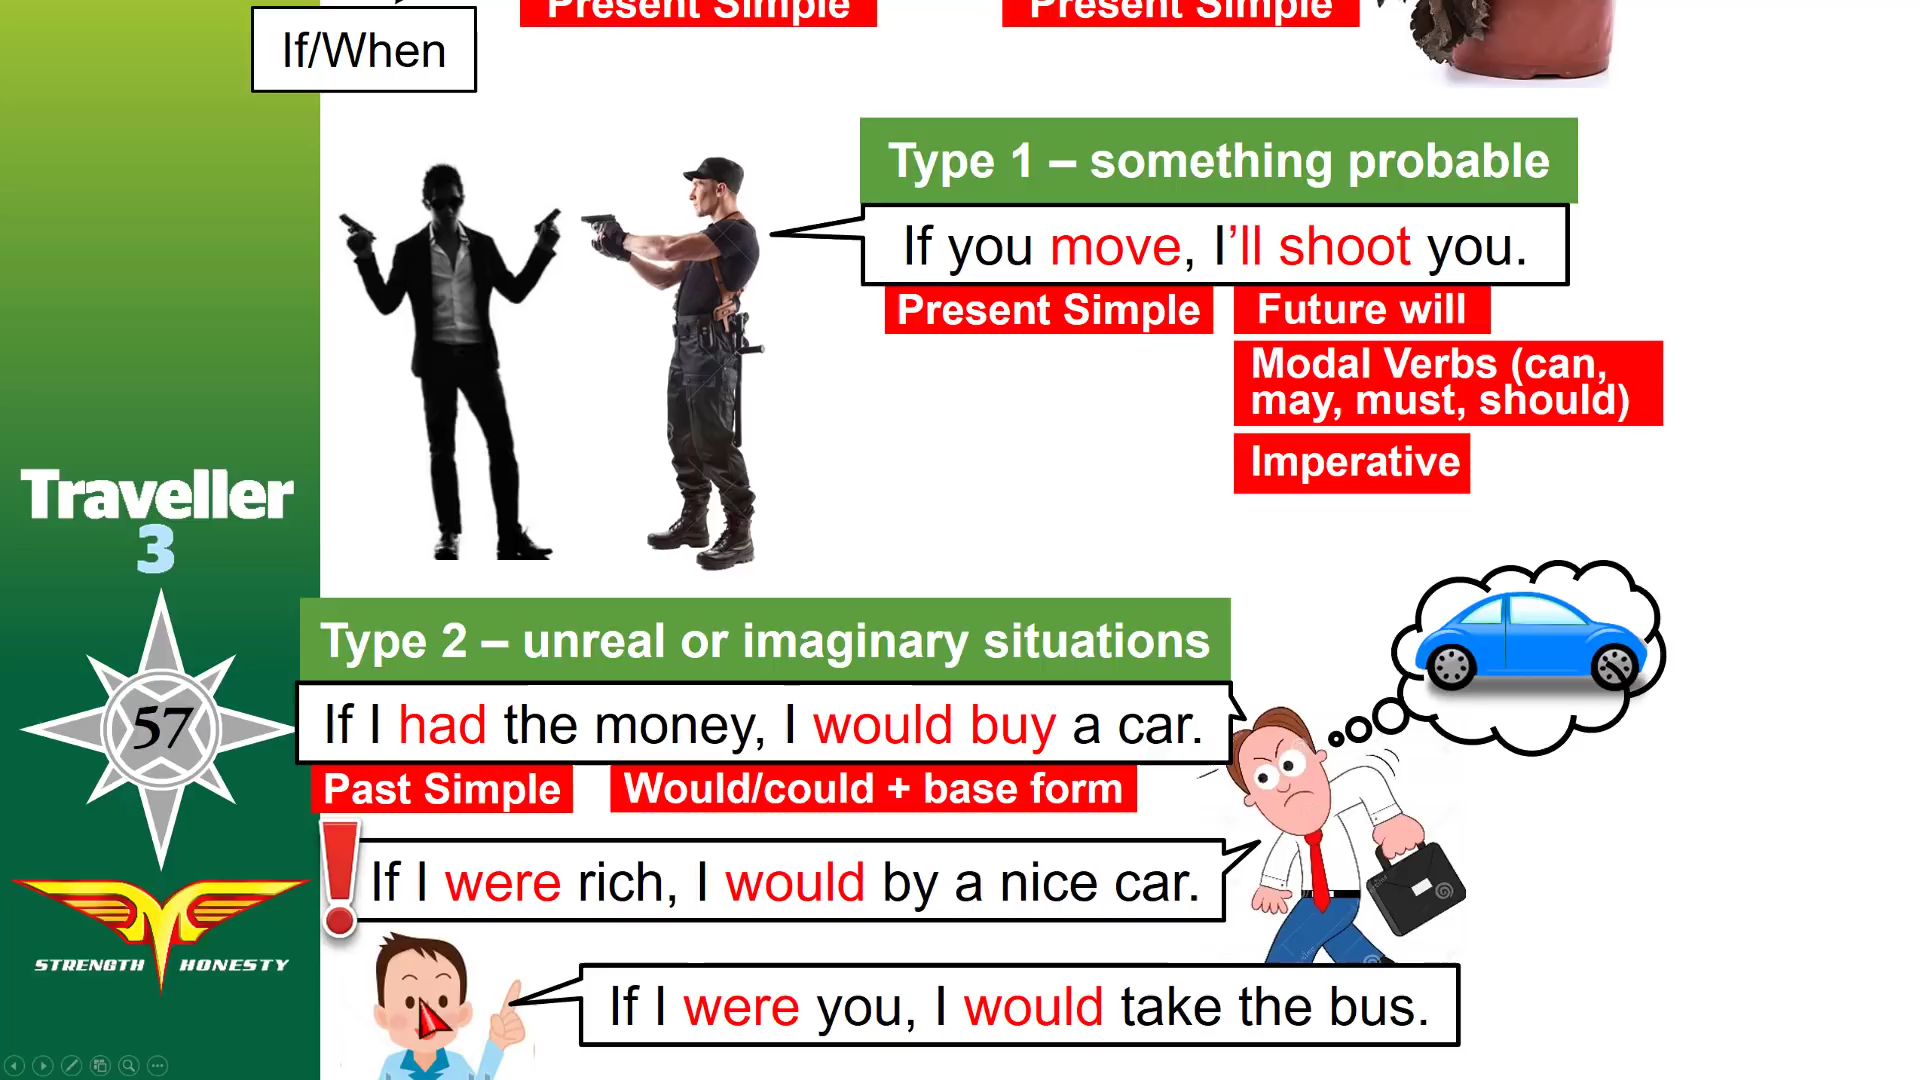 Present Simple
Present Simple
If/When
Type 1 – something probable
If you move, I’ll shoot you.
Present Simple
Future will
Modal Verbs (can,
may, must, should)
Imperative
Traveller
3
Type 2 – unreal or imaginary situations
If I had the money, I would buy a car.
57
Past Simple
Would/could + base form
If I were rich, I would by a nice car.
STRENGTH HONESTY
If I were you, I would take the bus.